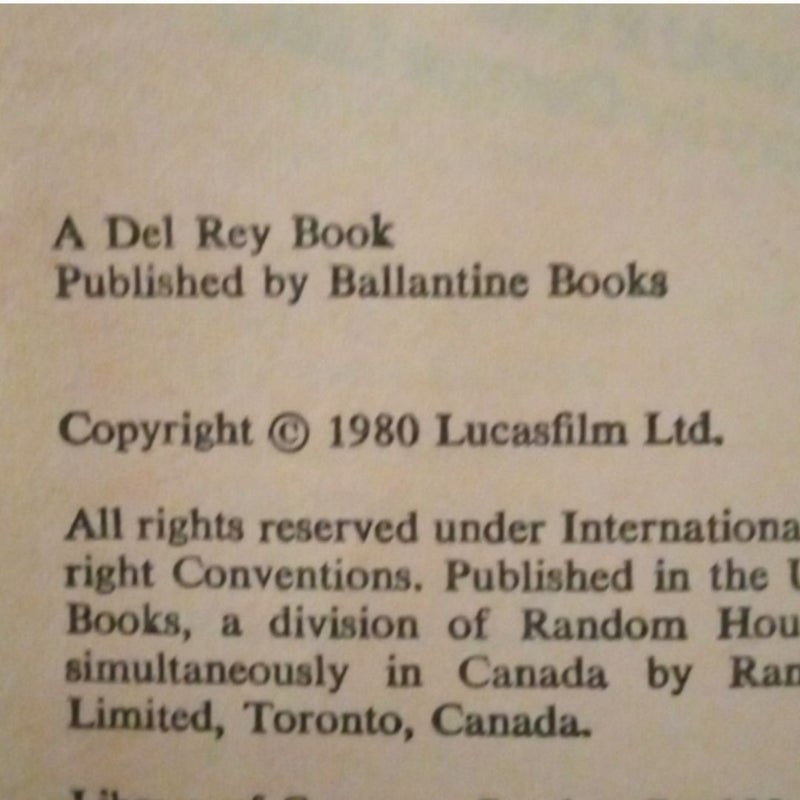 A Del Rey Book
Published by Ballantine Books
Copyright © 1980 Lucasfilm Ltd.
All rights reserved under Internationa
right Conventions. Published in the U
Books, a division of Random Hou
simultaneously in Canada by Ran
Limited, Toronto, Canada.